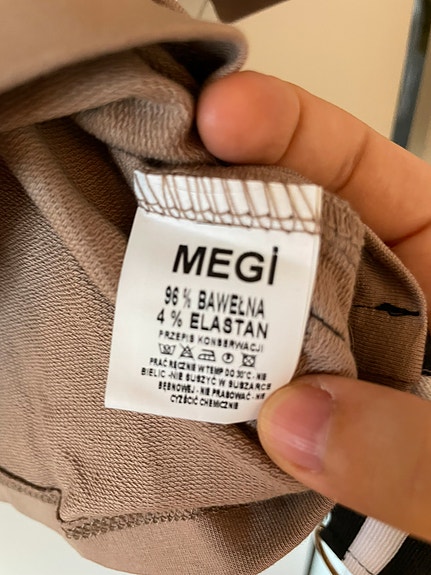 MEGİ
96 % BAWEŁNA
4 % ELASTAN
PRZEPIS KONSERWACJI
PRAĆ RĘCZNIE W TEMP DO 30°C - NIE
BIELIC - NIE SUSZYĆ W SUSZARCE
BĘBNOWEJ - NIE PRASOWAĆ - NIE
CZYŚCIĆ CHEMICZNIE